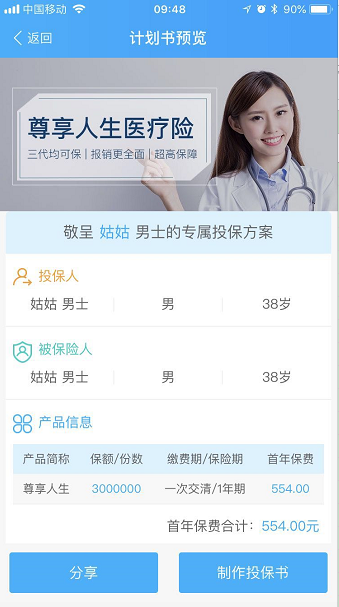 中国移动 09:48 90%
返回 计划书预览
尊享人生医疗险
三代均可保 | 报销更全面 | 超高保障
敬呈 姑姑 男士的专属投保方案
投保人
姑姑 男士 男 38岁
被保险人
姑姑 男士 男 38岁
产品信息
产品简称 保额/份数 缴费期/保险期 首年保费
尊享人生 3000000 一次交清/1年期 554.00
首年保费合计：554.00元
分享 制作投保书